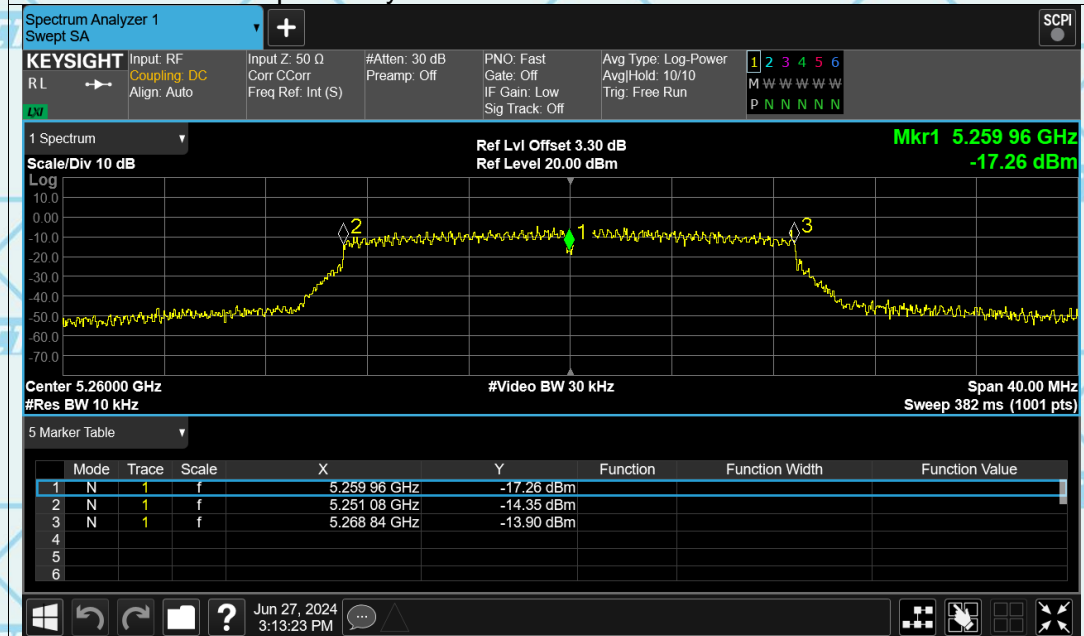 Spectrum Analyzer 1
Swept SA
+
SCPI
KEYSIGHT
RL
LXI
Input: RF
Coupling: DC
Align: Auto
Input Z: 50 Ω
Corr CCorr
Freq Ref: Int (S)
#Atten: 30 dB
Preamp: Off
PNO: Fast
Gate: Off
IF Gain: Low
Sig Track: Off
Avg Type: Log-Power
Avg|Hold: 10/10
Trig: Free Run
1 2 3 4 5 6
M W W W W W
P N N N N N
1 Spectrum
Scale/Div 10 dB
Ref Lvl Offset 3.30 dB
Ref Level 20.00 dBm
Mkr1 5.259 96 GHz
-17.26 dBm
Log
10.0
0.00
-10.0
-20.0
-30.0
-40.0
-50.0
-60.0
-70.0
2
1
3
Center 5.26000 GHz
#Video BW 30 kHz
Span 40.00 MHz
#Res BW 10 kHz
Sweep 382 ms (1001 pts)
5 Marker Table
Mode Trace Scale X Y Function Function Width Function Value
1 N 1 f 5.259 96 GHz -17.26 dBm
2 N 1 f 5.251 08 GHz -14.35 dBm
3 N 1 f 5.268 84 GHz -13.90 dBm
4
5
6
?
Jun 27, 2024
3:13:23 PM